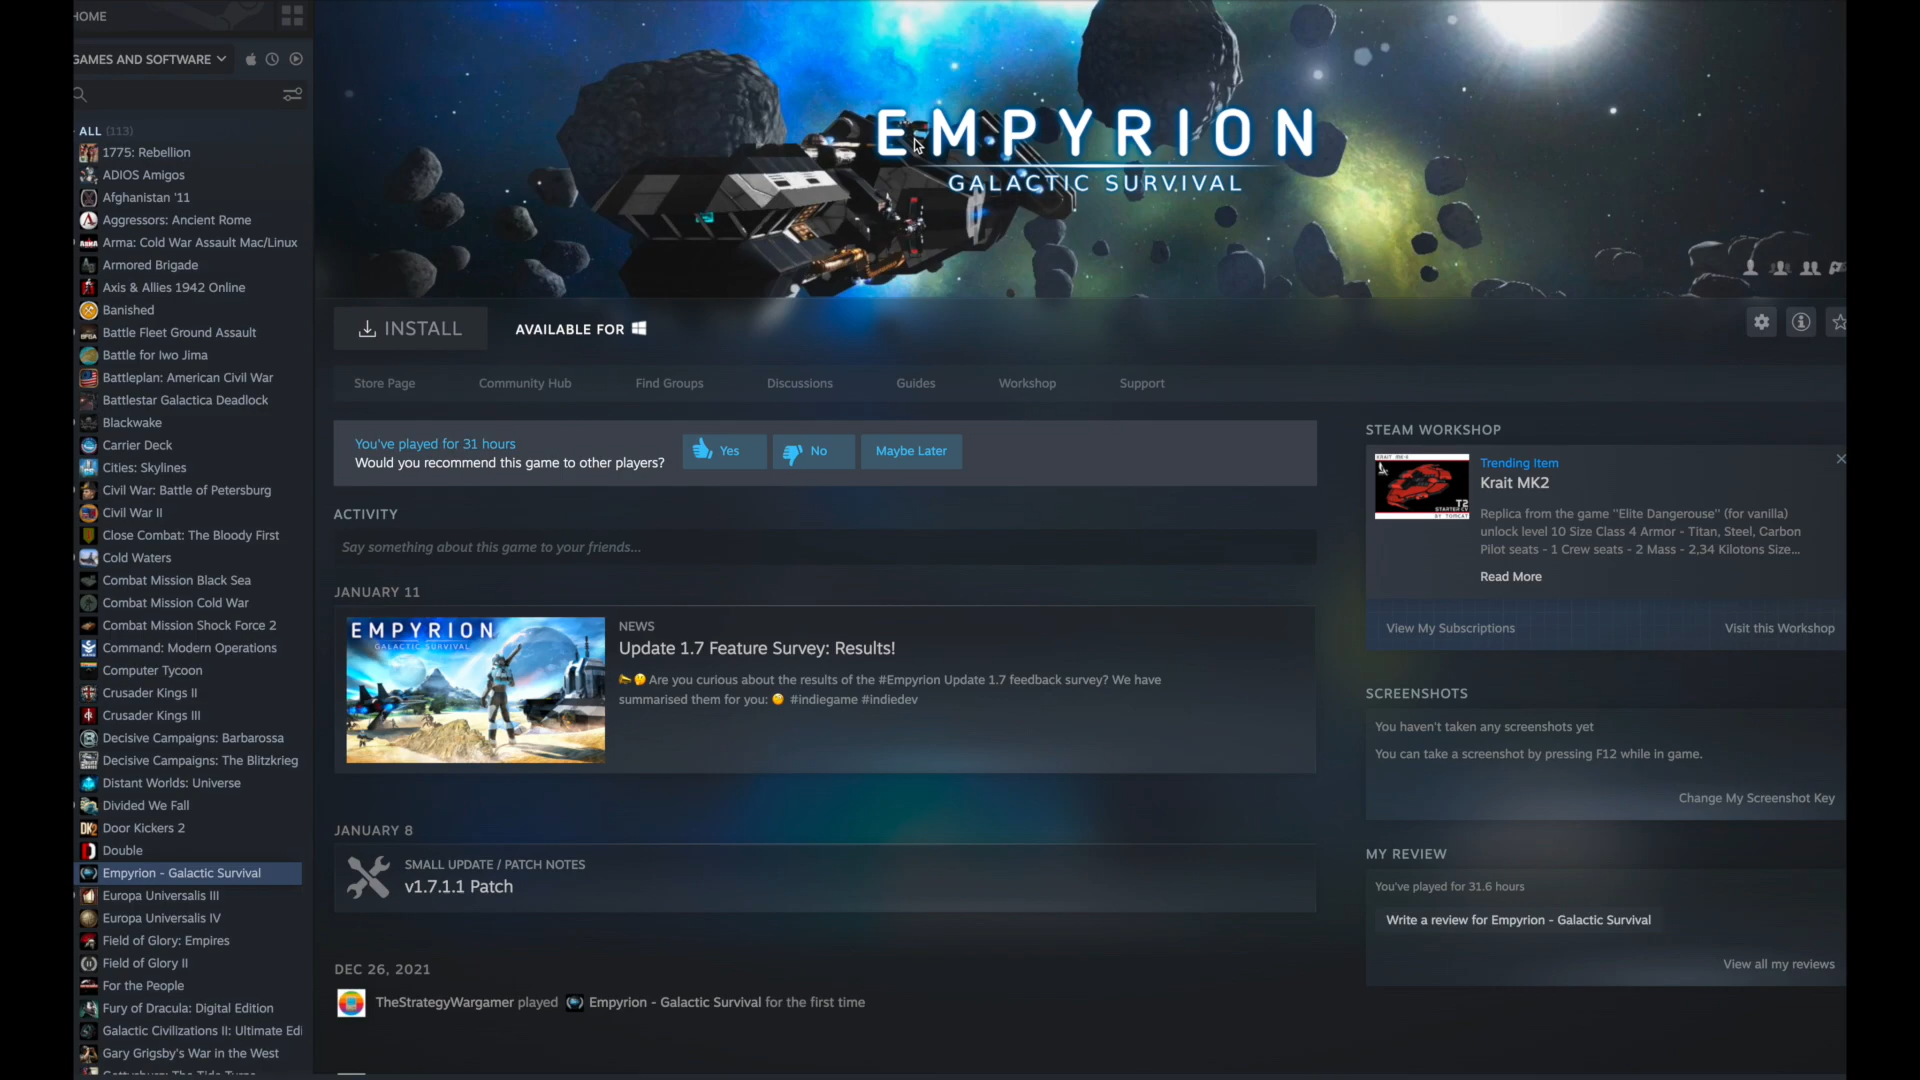 HOME
GAMES AND SOFTWARE
ALL (113)
1775: Rebellion
ADIOS Amigos
Afghanistan '11
Aggressors: Ancient Rome
Arma: Cold War Assault Mac/Linux
Armored Brigade
Axis & Allies 1942 Online
Banished
Battle Fleet Ground Assault
Battle for Iwo Jima
Battleplan: American Civil War
Battlestar Galactica Deadlock
Blackwake
Carrier Deck
Cities: Skylines
Civil War: Battle of Petersburg
Civil War II
Close Combat: The Bloody First
Cold Waters
Combat Mission Black Sea
Combat Mission Cold War
Combat Mission Shock Force 2
Command: Modern Operations
Computer Tycoon
Crusader Kings II
Crusader Kings III
Decisive Campaigns: Barbarossa
Decisive Campaigns: The Blitzkrieg
Distant Worlds: Universe
Divided We Fall
Door Kickers 2
Double
Empyrion - Galactic Survival
Europa Universalis III
Europa Universalis IV
Field of Glory: Empires
Field of Glory II
For the People
Fury of Dracula: Digital Edition
Galactic Civilizations II: Ultimate Edi
Gary Grigsby's War in the West
EMPYRION
GALACTIC SURVIVAL
INSTALL
AVAILABLE FOR
Store Page Community Hub Find Groups Discussions Guides Workshop Support
You've played for 31 hours
Would you recommend this game to other players?
Yes No Maybe Later
ACTIVITY
Say something about this game to your friends...
JANUARY 11
EMPYRION
GALACTIC SURVIVAL
NEWS
Update 1.7 Feature Survey: Results!
Are you curious about the results of the #Empyrion Update 1.7 feedback survey? We have
summarised them for you: #indiegame #indiedev
JANUARY 8
SMALL UPDATE / PATCH NOTES
v1.7.1.1 Patch
DEC 26, 2021
TheStrategyWargamer played Empyrion - Galactic Survival for the first time
STEAM WORKSHOP
KRAIT MK-2
T2
STARTER CV
BY TOMCAT
Trending Item
Krait MK2
Replica from the game "Elite Dangerouse" (for vanilla)
unlock level 10 Size Class 4 Armor - Titan, Steel, Carbon
Pilot seats - 1 Crew seats - 2 Mass - 2,34 Kilotons Size...
Read More
View My Subscriptions Visit this Workshop
SCREENSHOTS
You haven't taken any screenshots yet
You can take a screenshot by pressing F12 while in game.
Change My Screenshot Key
MY REVIEW
You've played for 31.6 hours
Write a review for Empyrion - Galactic Survival
View all my reviews